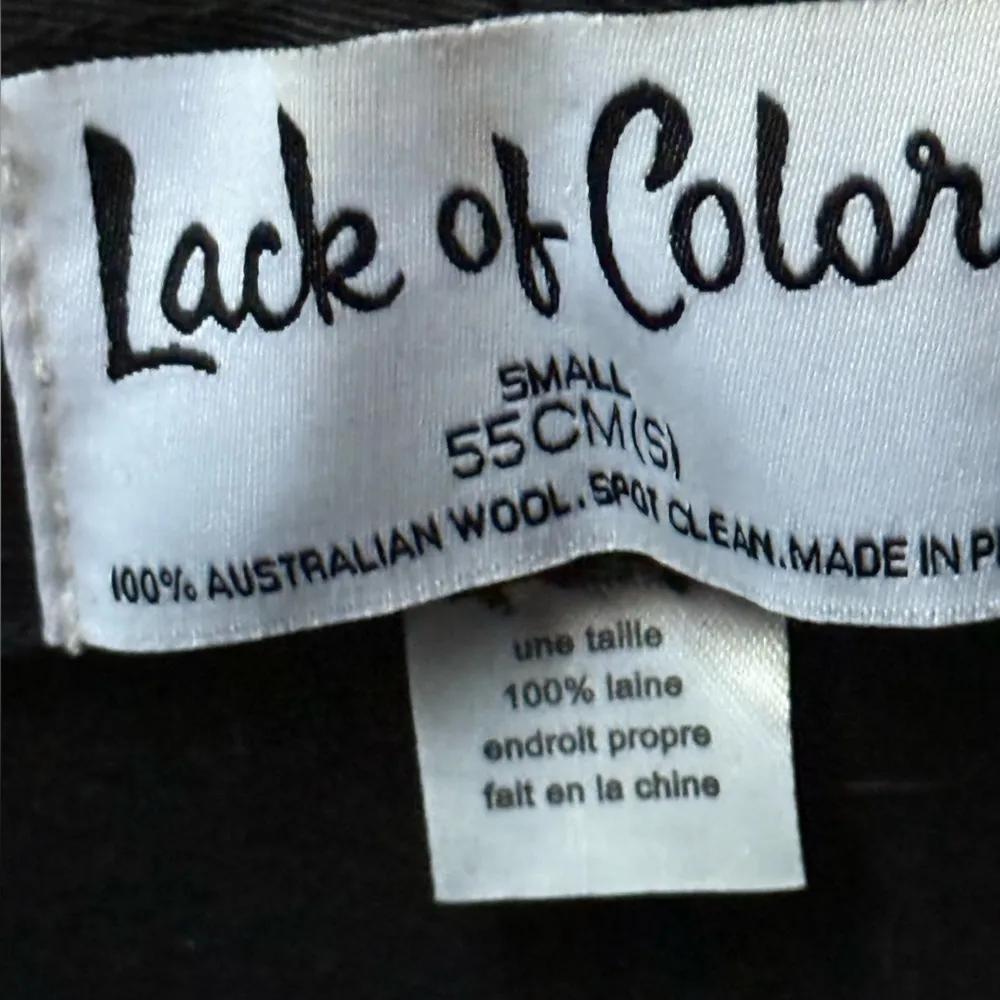 Lack of Color
SMALL
55CM(S)
100% AUSTRALIAN WOOL. SPOT CLEAN. MADE IN P
une taille
100% laine
endroit propre
fait en la chine